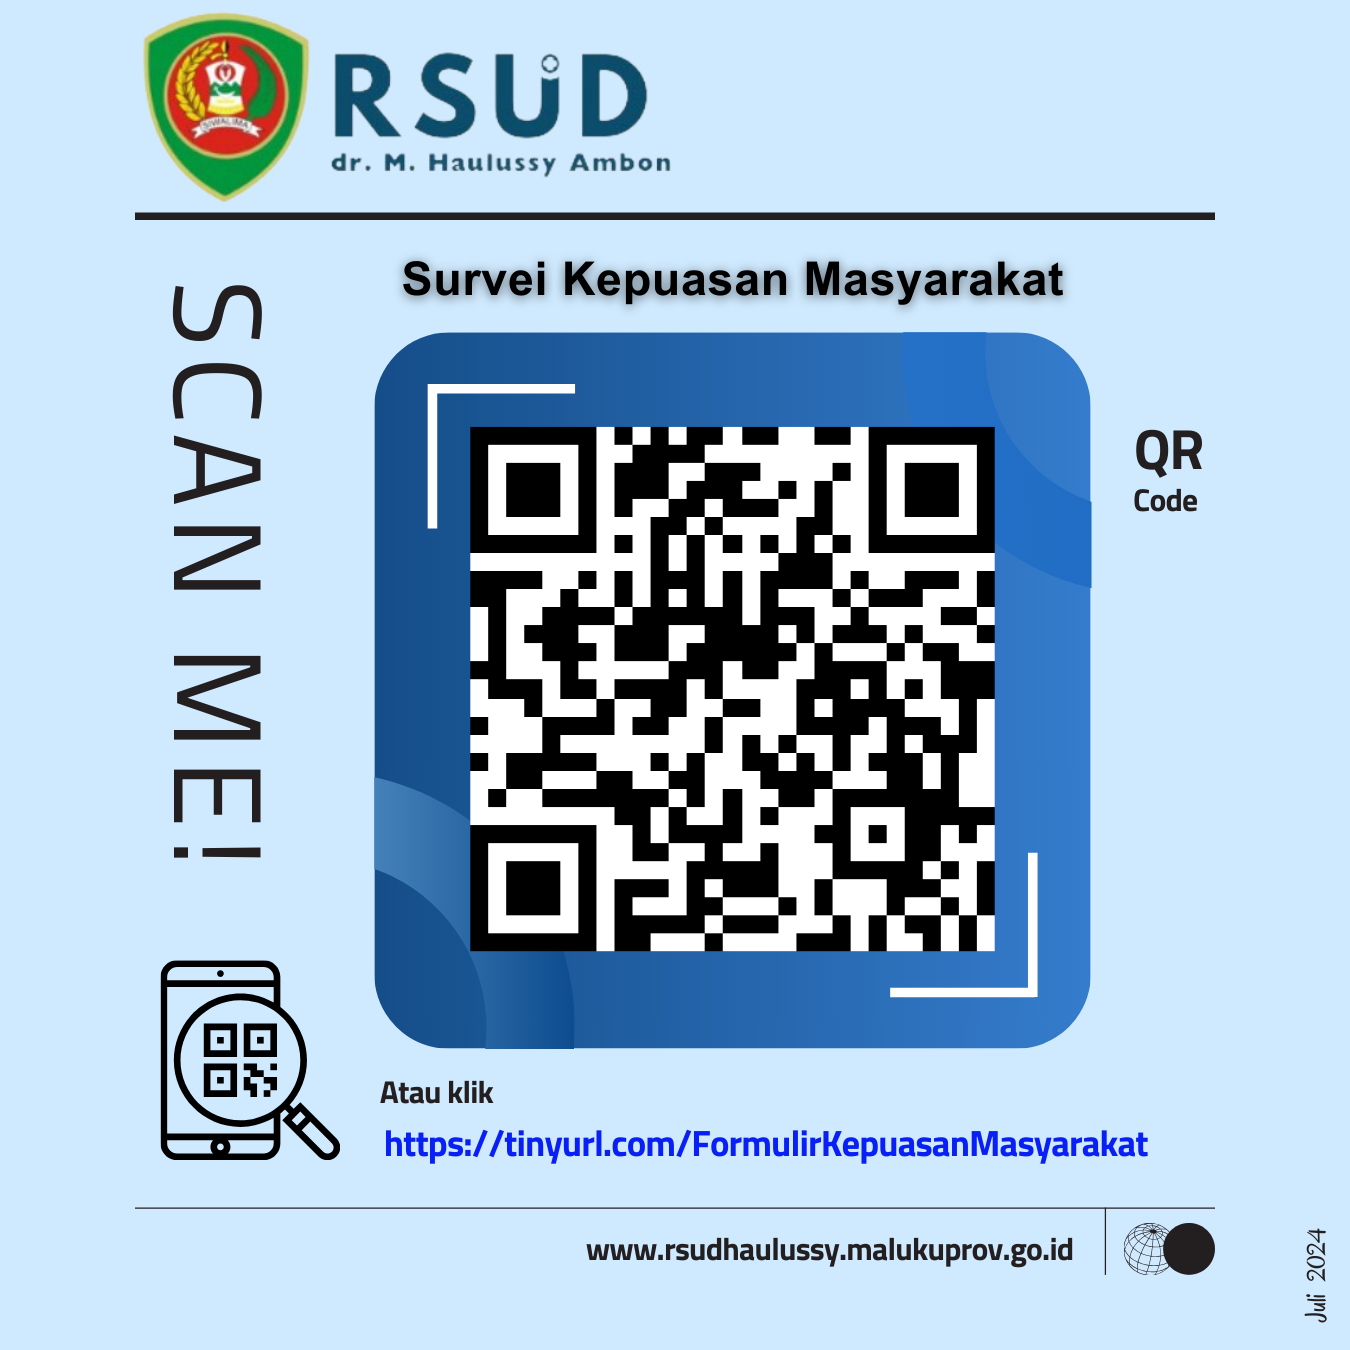 SIWALIMA
RSUD
dr. M. Haulussy Ambon
Survei Kepuasan Masyarakat
SCAN ME!
QR
Code
Atau klik
https://tinyurl.com/FormulirKepuasanMasyarakat
www.rsudhaulussy.malukuprov.go.id
Juli 2024